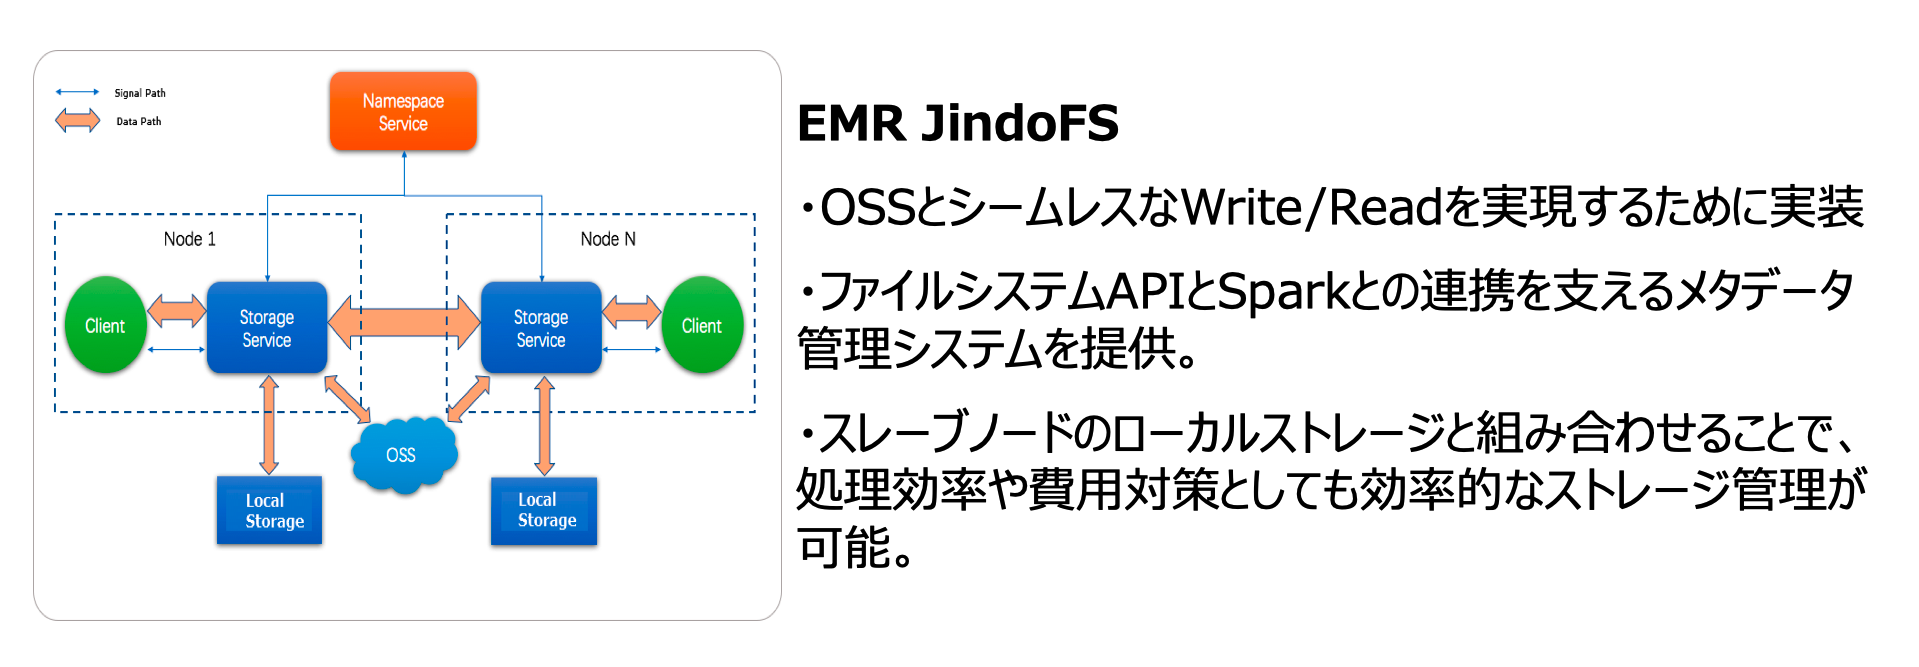 Signal Path
Data Path
Namespace
Service
Node 1
Node N
Client
Storage
Service
Storage
Service
Client
OSS
Local
Storage
Local
Storage
EMR JindoFS
・OSSとシームレスなWrite/Readを実現するために実装
・ファイルシステムAPIとSparkとの連携を支えるメタデータ
管理システムを提供。
・スレーブノードのローカルストレージと組み合わせることで、
処理効率や費用対策としても効率的なストレージ管理が
可能。